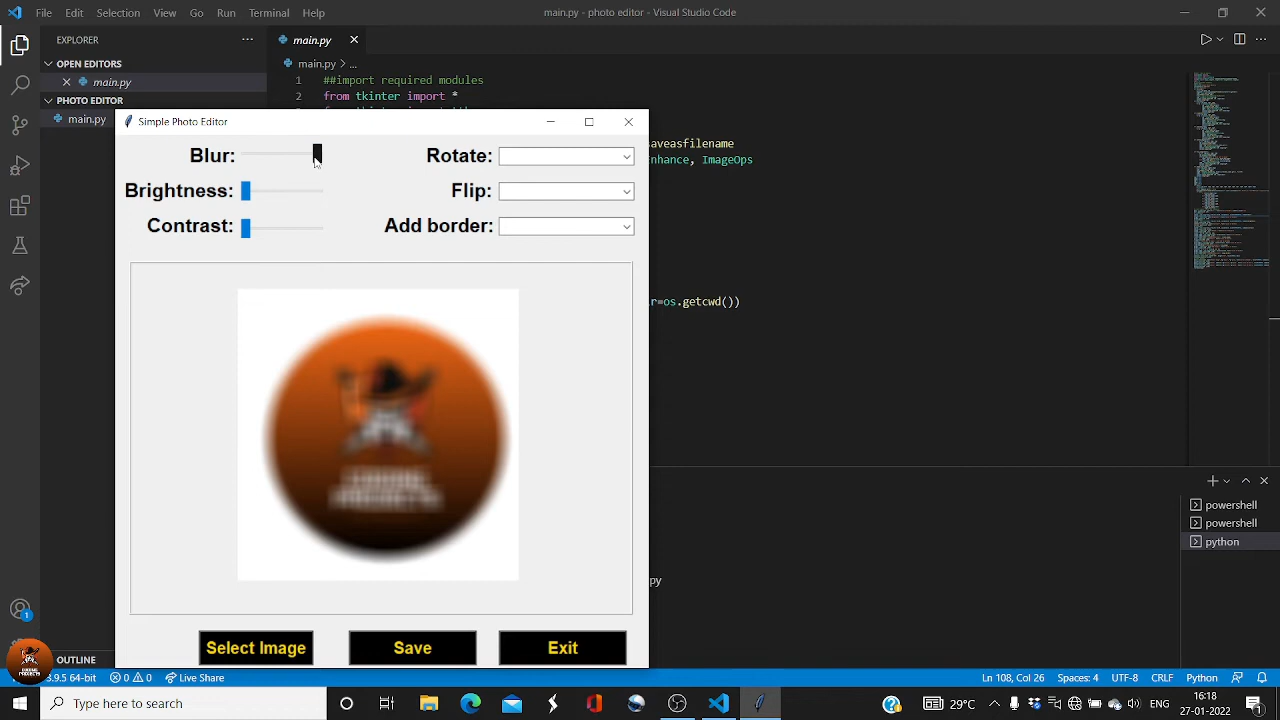 File Edit Selection View Go Run Terminal Help
main.py - photo editor - Visual Studio Code
EXPLORER
OPEN EDITORS
main.py
PHOTO EDITOR
main.py
main.py
main.py > ...
1 ##import required modules
2 from tkinter import *
saveasfilename
nhance, ImageOps
r=os.getcwd())
py
Simple Photo Editor
Blur:
Rotate:
Brightness:
Flip:
Contrast:
Add border:
Select Image
Save
Exit
powershell
powershell
python
OUTLINE
3.9.5 64-bit
0
0
Live Share
Ln 108, Col 26
Spaces: 4
UTF-8
CRLF
Python
1
Type here to search
29°C
ENG
16:18
27-01-2022